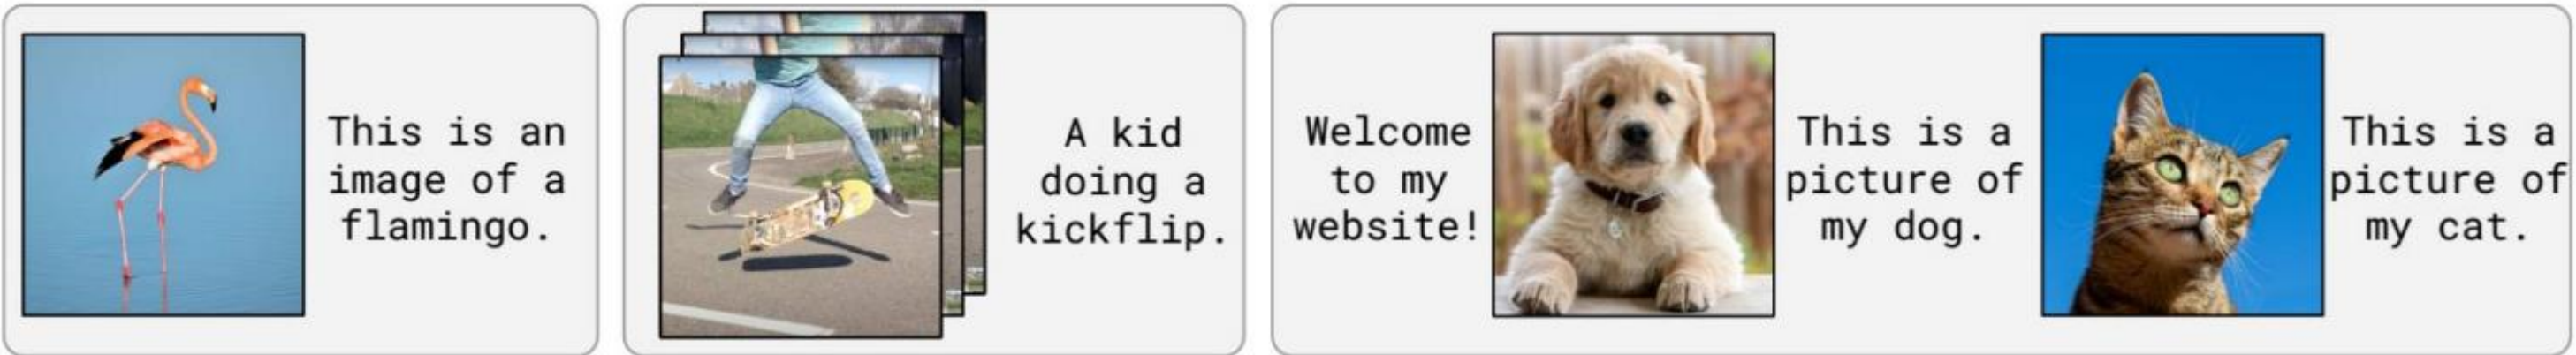 This is an
image of a
flamingo.
A kid
doing a
kickflip.
Welcome
to my
website!
This is a
picture of
my dog.
This is a
picture of
my cat.